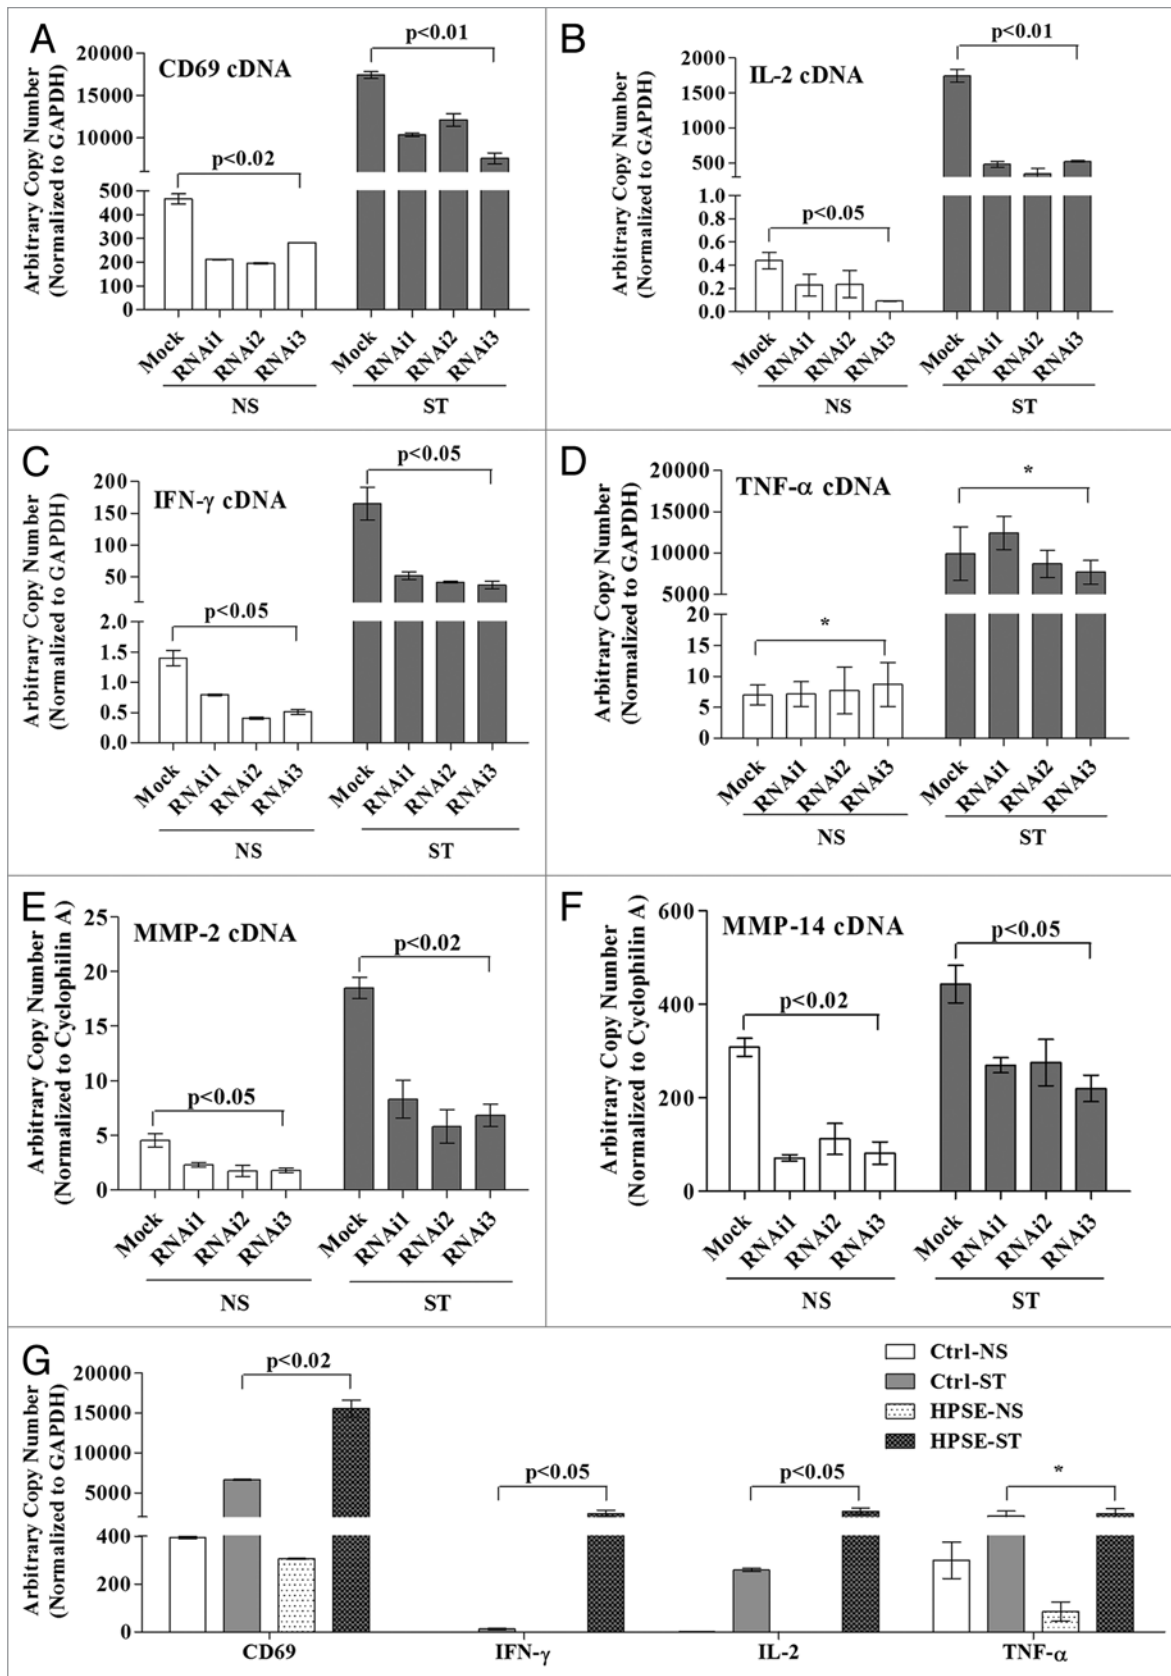 A
CD69 cDNA
Arbitrary Copy Number
(Normalized to GAPDH)
20000
15000
10000
500
400
300
200
100
0
p<0.02
p<0.01
Mock
RNAi1
RNAi2
RNAi3
Mock
RNAi1
RNAi2
RNAi3
NS
ST
B
IL-2 cDNA
Arbitrary Copy Number
(Normalized to GAPDH)
2000
1500
1000
500
1.0
0.8
0.6
0.4
0.2
0.0
p<0.05
p<0.01
Mock
RNAi1
RNAi2
RNAi3
Mock
RNAi1
RNAi2
RNAi3
NS
ST
C
IFN-γ cDNA
Arbitrary Copy Number
(Normalized to GAPDH)
200
150
100
50
2.0
1.5
1.0
0.5
0.0
p<0.05
p<0.05
Mock
RNAi1
RNAi2
RNAi3
Mock
RNAi1
RNAi2
RNAi3
NS
ST
D
TNF-α cDNA
Arbitrary Copy Number
(Normalized to GAPDH)
20000
15000
10000
5000
20
15
10
5
0
*
*
Mock
RNAi1
RNAi2
RNAi3
Mock
RNAi1
RNAi2
RNAi3
NS
ST
E
MMP-2 cDNA
Arbitrary Copy Number
(Normalized to Cyclophilin A)
25
20
15
10
5
0
p<0.05
p<0.02
Mock
RNAi1
RNAi2
RNAi3
Mock
RNAi1
RNAi2
RNAi3
NS
ST
F
MMP-14 cDNA
Arbitrary Copy Number
(Normalized to Cyclophilin A)
600
400
200
0
p<0.02
p<0.05
Mock
RNAi1
RNAi2
RNAi3
Mock
RNAi1
RNAi2
RNAi3
NS
ST
G
Arbitrary Copy Number
(Normalized to GAPDH)
20000
15000
10000
5000
400
200
0
p<0.02
p<0.05
p<0.05
*
Ctrl-NS
Ctrl-ST
HPSE-NS
HPSE-ST
CD69
IFN-γ
IL-2
TNF-α